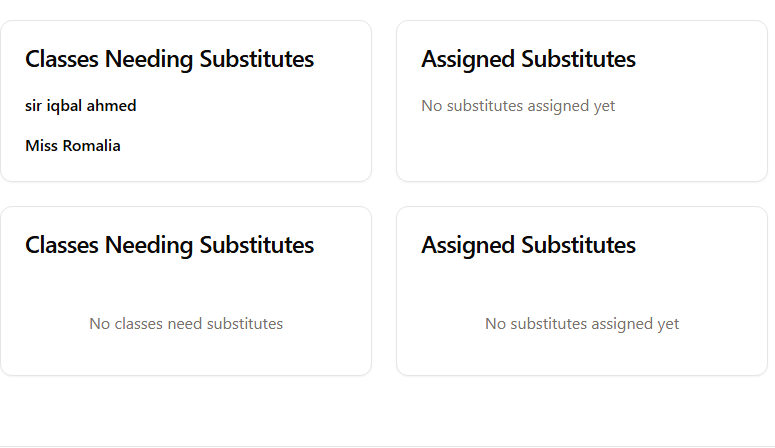 Classes Needing Substitutes
sir iqbal ahmed
Miss Romalia
Assigned Substitutes
No substitutes assigned yet
Classes Needing Substitutes
No classes need substitutes
Assigned Substitutes
No substitutes assigned yet